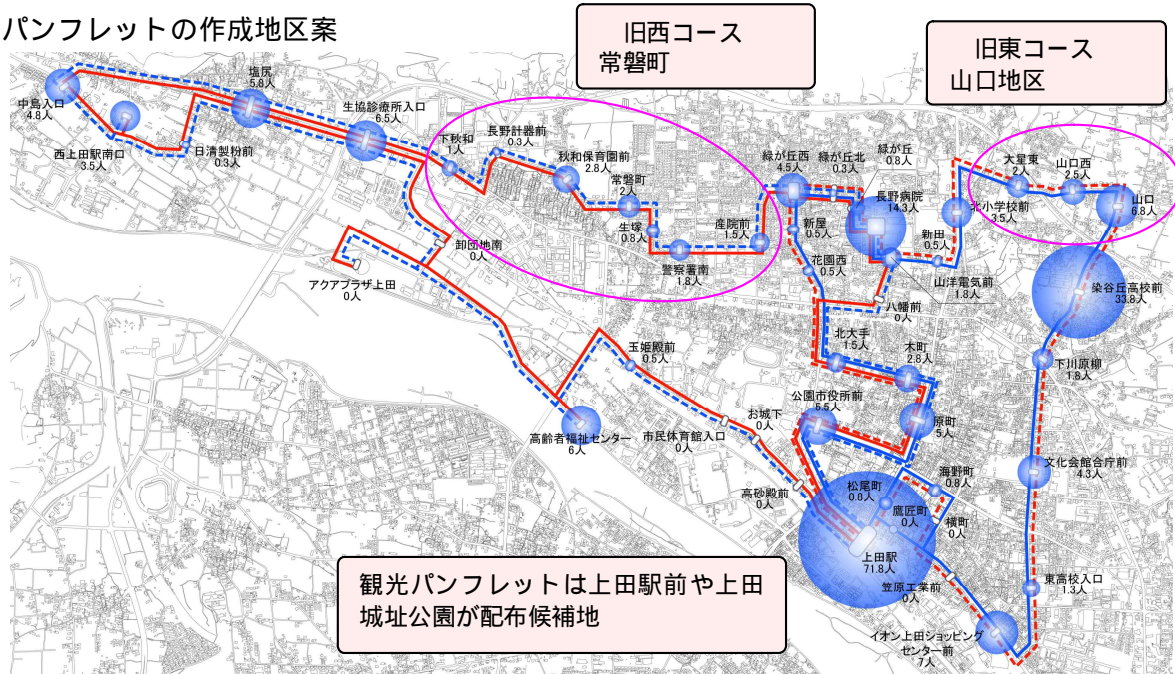 パンフレットの作成地区案
旧西コース
常磐町
旧東コース
山口地区
中島入口
4.8人
西上田駅南口
3.5人
日清製粉前
0.3人
塩尻
5.8人
生協診療所入口
6.5人
下秋和
1人
長野計器前
0.3人
秋和保育園前
2.8人
常磐町
2人
生塚
0.8人
警察署南
1.8人
産院前
1.5人
緑が丘西
4.5人
緑が丘北
0.3人
緑が丘
0.8人
長野病院
14.3人
新屋
0.5人
花園西
0.5人
新田
0.5人
山洋電気前
1.8人
北小学校前
3.5人
大星東
2人
山口西
2.5人
山口
6.8人
染谷丘高校前
33.8人
八幡前
0人
卸団地南
0人
アクアプラザ上田
0人
北大手
1.5人
木町
2.8人
下川原柳
1.8人
玉姫殿前
0.5人
公園市役所前
6.5人
原町
5人
高齢者福祉センター
6人
市民体育館入口
0人
お城下
0人
高砂殿前
0人
松尾町
0.8人
海野町
0.8人
鷹匠町
0人
横町
0人
文化会館合庁前
4.3人
上田駅
71.8人
笠原工業前
0人
東高校入口
1.3人
イオン上田ショッピング
センター前
7人
観光パンフレットは上田駅前や上田
城址公園が配布候補地